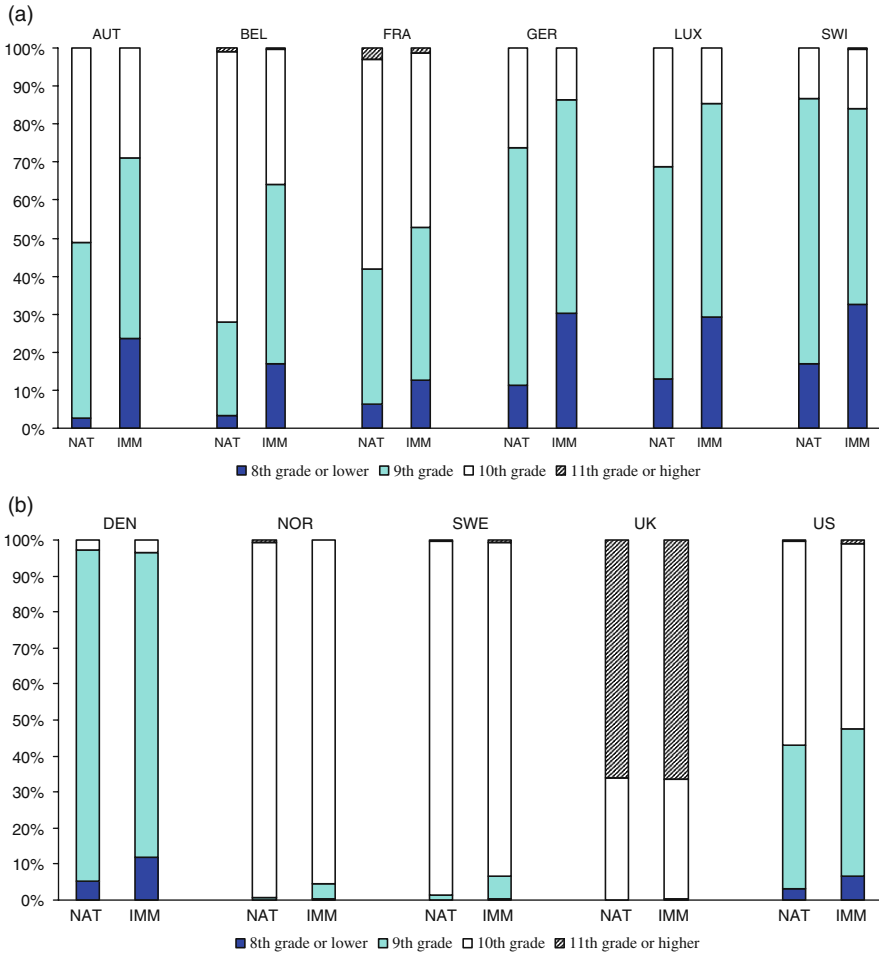 (a)
AUT BEL FRA GER LUX SWI
100%
90%
80%
70%
60%
50%
40%
30%
20%
10%
0%
NAT IMM NAT IMM NAT IMM NAT IMM NAT IMM NAT IMM
8th grade or lower 9th grade 10th grade 11th grade or higher
(b)
DEN NOR SWE UK US
100%
90%
80%
70%
60%
50%
40%
30%
20%
10%
0%
NAT IMM NAT IMM NAT IMM NAT IMM NAT IMM
8th grade or lower 9th grade 10th grade 11th grade or higher